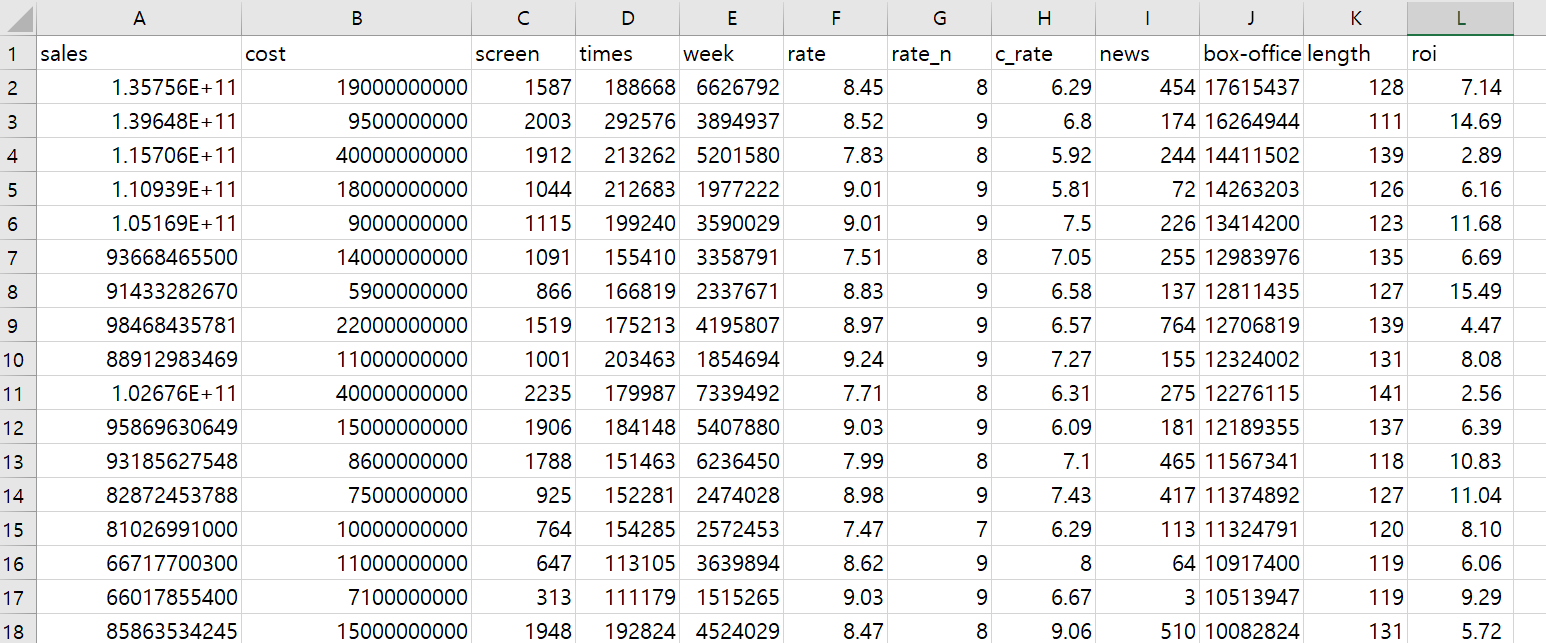 A B C D E F G H I J K L
1 sales cost screen times week rate rate_n c_rate news box-office length roi
2 1.35756E+11 19000000000 1587 188668 6626792 8.45 8 6.29 454 17615437 128 7.14
3 1.39648E+11 9500000000 2003 292576 3894937 8.52 9 6.8 174 16264944 111 14.69
4 1.15706E+11 40000000000 1912 213262 5201580 7.83 8 5.92 244 14411502 139 2.89
5 1.10939E+11 18000000000 1044 212683 1977222 9.01 9 5.81 72 14263203 126 6.16
6 1.05169E+11 9000000000 1115 199240 3590029 9.01 9 7.5 226 13414200 123 11.68
7 93668465500 14000000000 1091 155410 3358791 7.51 8 7.05 255 12983976 135 6.69
8 91433282670 5900000000 866 166819 2337671 8.83 9 6.58 137 12811435 127 15.49
9 98468435781 22000000000 1519 175213 4195807 8.97 9 6.57 764 12706819 139 4.47
10 88912983469 11000000000 1001 203463 1854694 9.24 9 7.27 155 12324002 131 8.08
11 1.02676E+11 40000000000 2235 179987 7339492 7.71 8 6.31 275 12276115 141 2.56
12 95869630649 15000000000 1906 184148 5407880 9.03 9 6.09 181 12189355 137 6.39
13 93185627548 8600000000 1788 151463 6236450 7.99 8 7.1 465 11567341 118 10.83
14 82872453788 7500000000 925 152281 2474028 8.98 9 7.43 417 11374892 127 11.04
15 81026991000 10000000000 764 154285 2572453 7.47 7 6.29 113 11324791 120 8.10
16 66717700300 11000000000 647 113105 3639894 8.62 9 8 64 10917400 119 6.06
17 66017855400 7100000000 313 111179 1515265 9.03 9 6.67 3 10513947 119 9.29
18 85863534245 15000000000 1948 192824 4524029 8.47 8 9.06 510 10082824 131 5.72